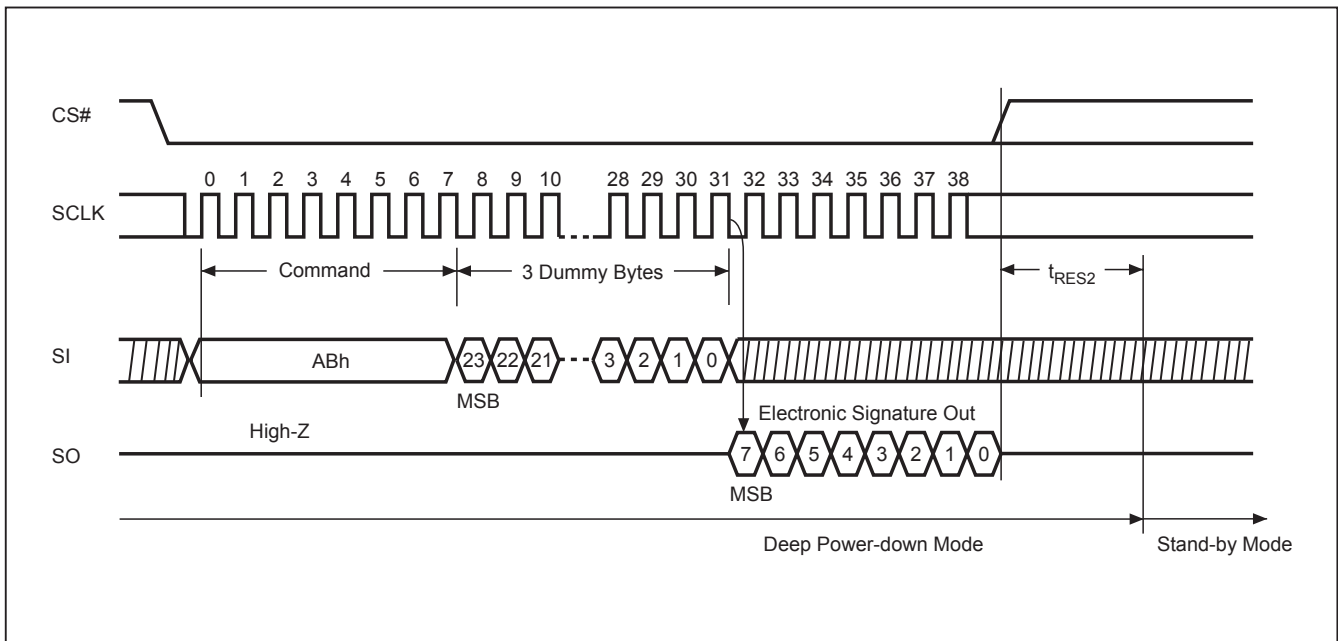 CS#
0 1 2 3 4 5 6 7 8 9 10 28 29 30 31 32 33 34 35 36 37 38
SCLK
Command
3 Dummy Bytes
tRES2
SI
ABh
23 22 21 3 2 1 0
MSB
Electronic Signature Out
High-Z
SO
7 6 5 4 3 2 1 0
MSB
Deep Power-down Mode
Stand-by Mode